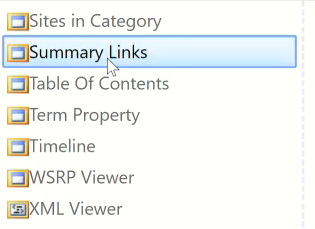 Sites in Category
Summary Links
Table Of Contents
Term Property
Timeline
WSRP Viewer
XML Viewer